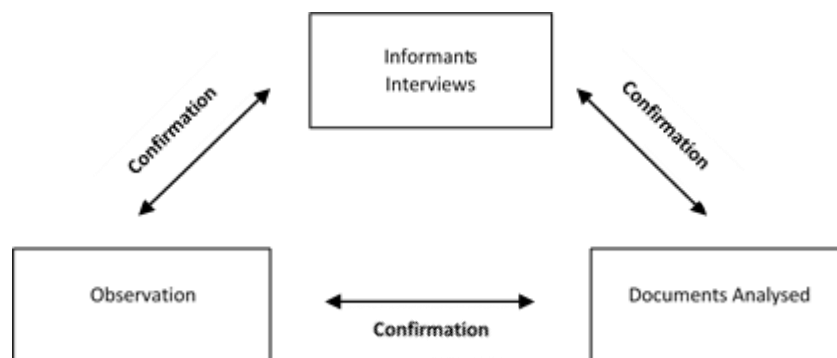 Informants
Interviews
Confirmation
Confirmation
Observation
Documents Analysed
Confirmation